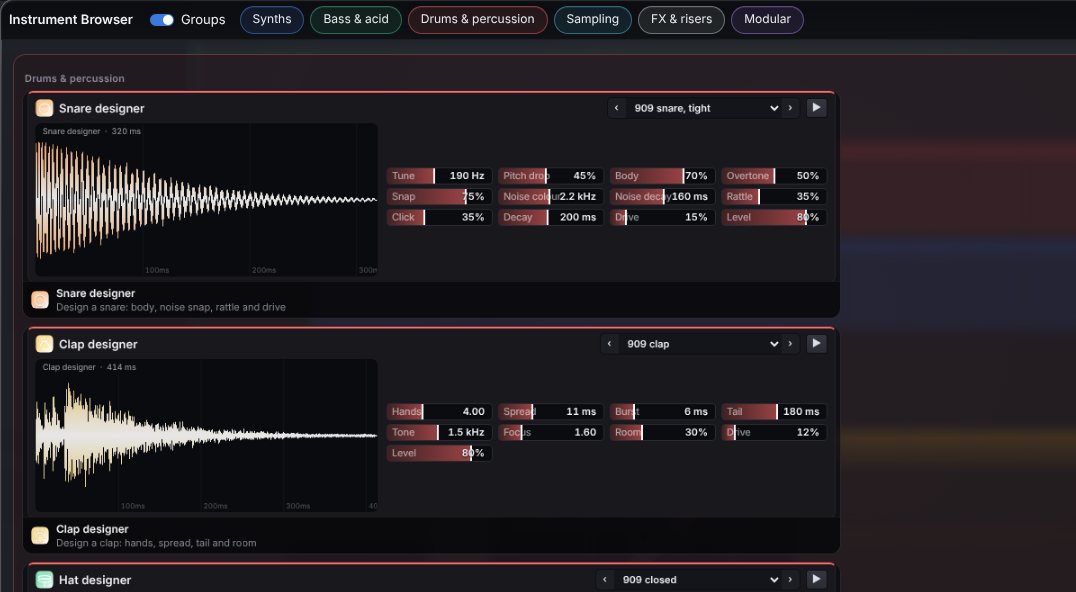 Instrument Browser Groups Synths Bass & acid Drums & percussion Sampling FX & risers Modular
Drums & percussion
Snare designer 909 snare, tight
Snare designer · 320 ms
Tune 190 Hz Pitch drop 45% Body 70% Overtone 50%
Snap 75% Noise colour 2.2 kHz Noise decay 160 ms Rattle 35%
Click 35% Decay 200 ms Drive 15% Level 80%
100ms 200ms 300m
Snare designer
Design a snare: body, noise snap, rattle and drive
Clap designer 909 clap
Clap designer · 414 ms
Hands 4.00 Spread 11 ms Burst 6 ms Tail 180 ms
Tone 1.5 kHz Focus 1.60 Room 30% Drive 12%
Level 80%
100ms 200ms 300ms 40
Clap designer
Design a clap: hands, spread, tail and room
Hat designer 909 closed